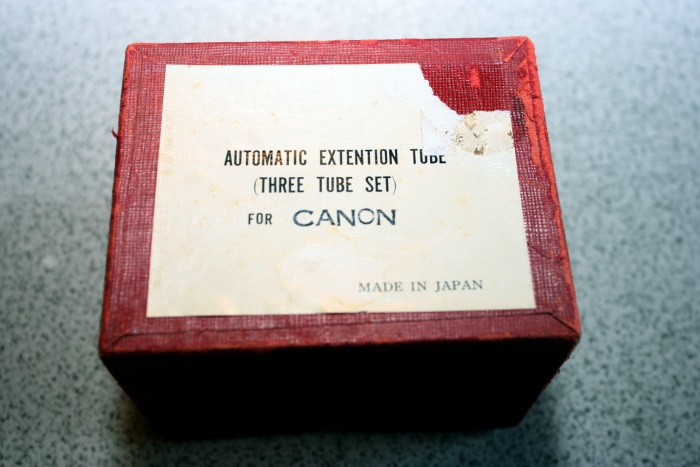 AUTOMATIC EXTENTION TUBE
(THREE TUBE SET)
FOR CANON
MADE IN JAPAN